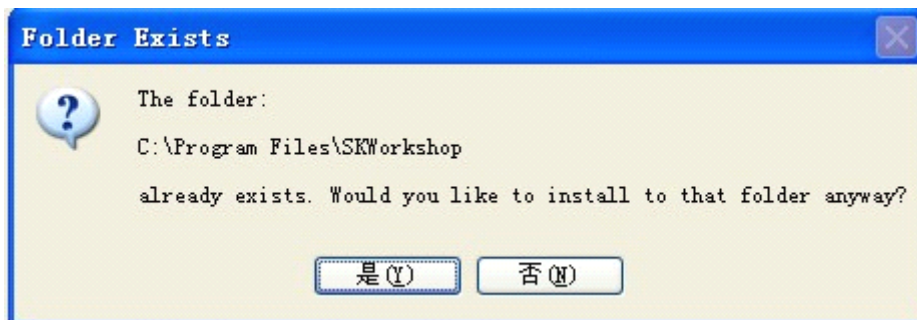 Folder Exists
The folder:
C:\Program Files\SKWorkshop
already exists. Would you like to install to that folder anyway?
是(Y) 否(N)